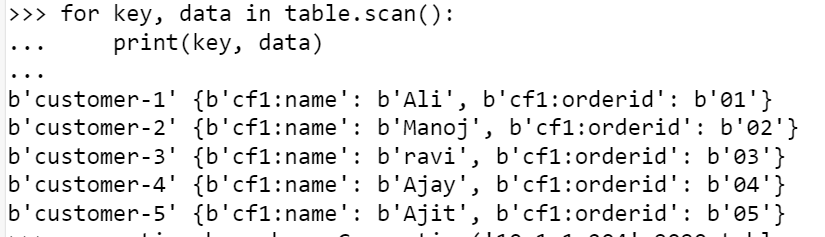 >>> for key, data in table.scan():
...     print(key, data)
...
b'customer-1' {b'cf1:name': b'Ali', b'cf1:orderid': b'01'}
b'customer-2' {b'cf1:name': b'Manoj', b'cf1:orderid': b'02'}
b'customer-3' {b'cf1:name': b'ravi', b'cf1:orderid': b'03'}
b'customer-4' {b'cf1:name': b'Ajay', b'cf1:orderid': b'04'}
b'customer-5' {b'cf1:name': b'Ajit', b'cf1:orderid': b'05'}